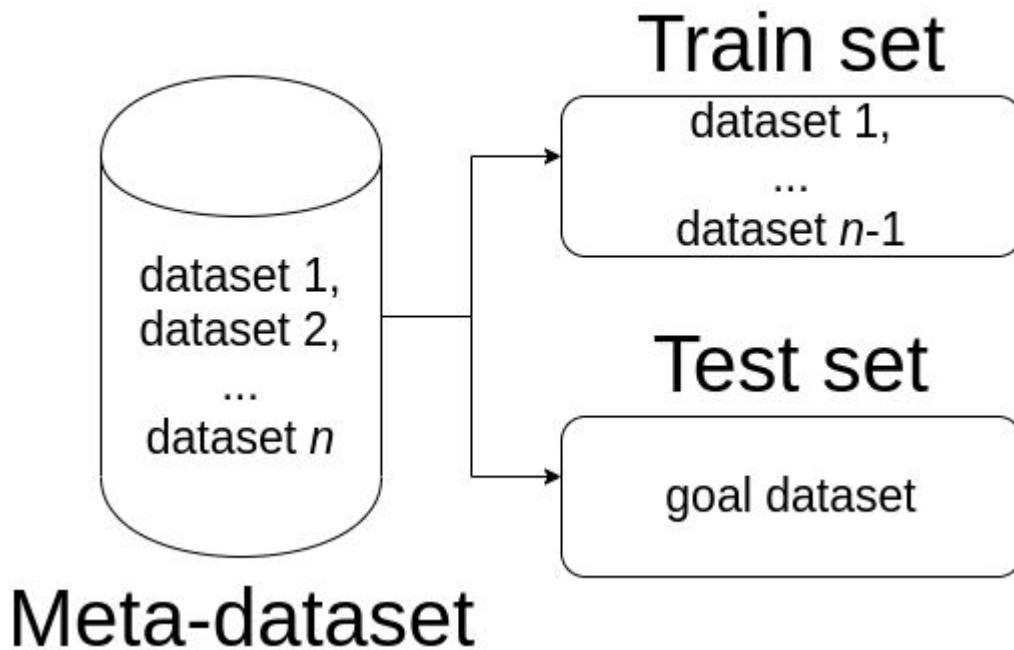 Train set
dataset 1,
...
dataset n-1
dataset 1,
dataset 2,
...
dataset n
Test set
goal dataset
Meta-dataset